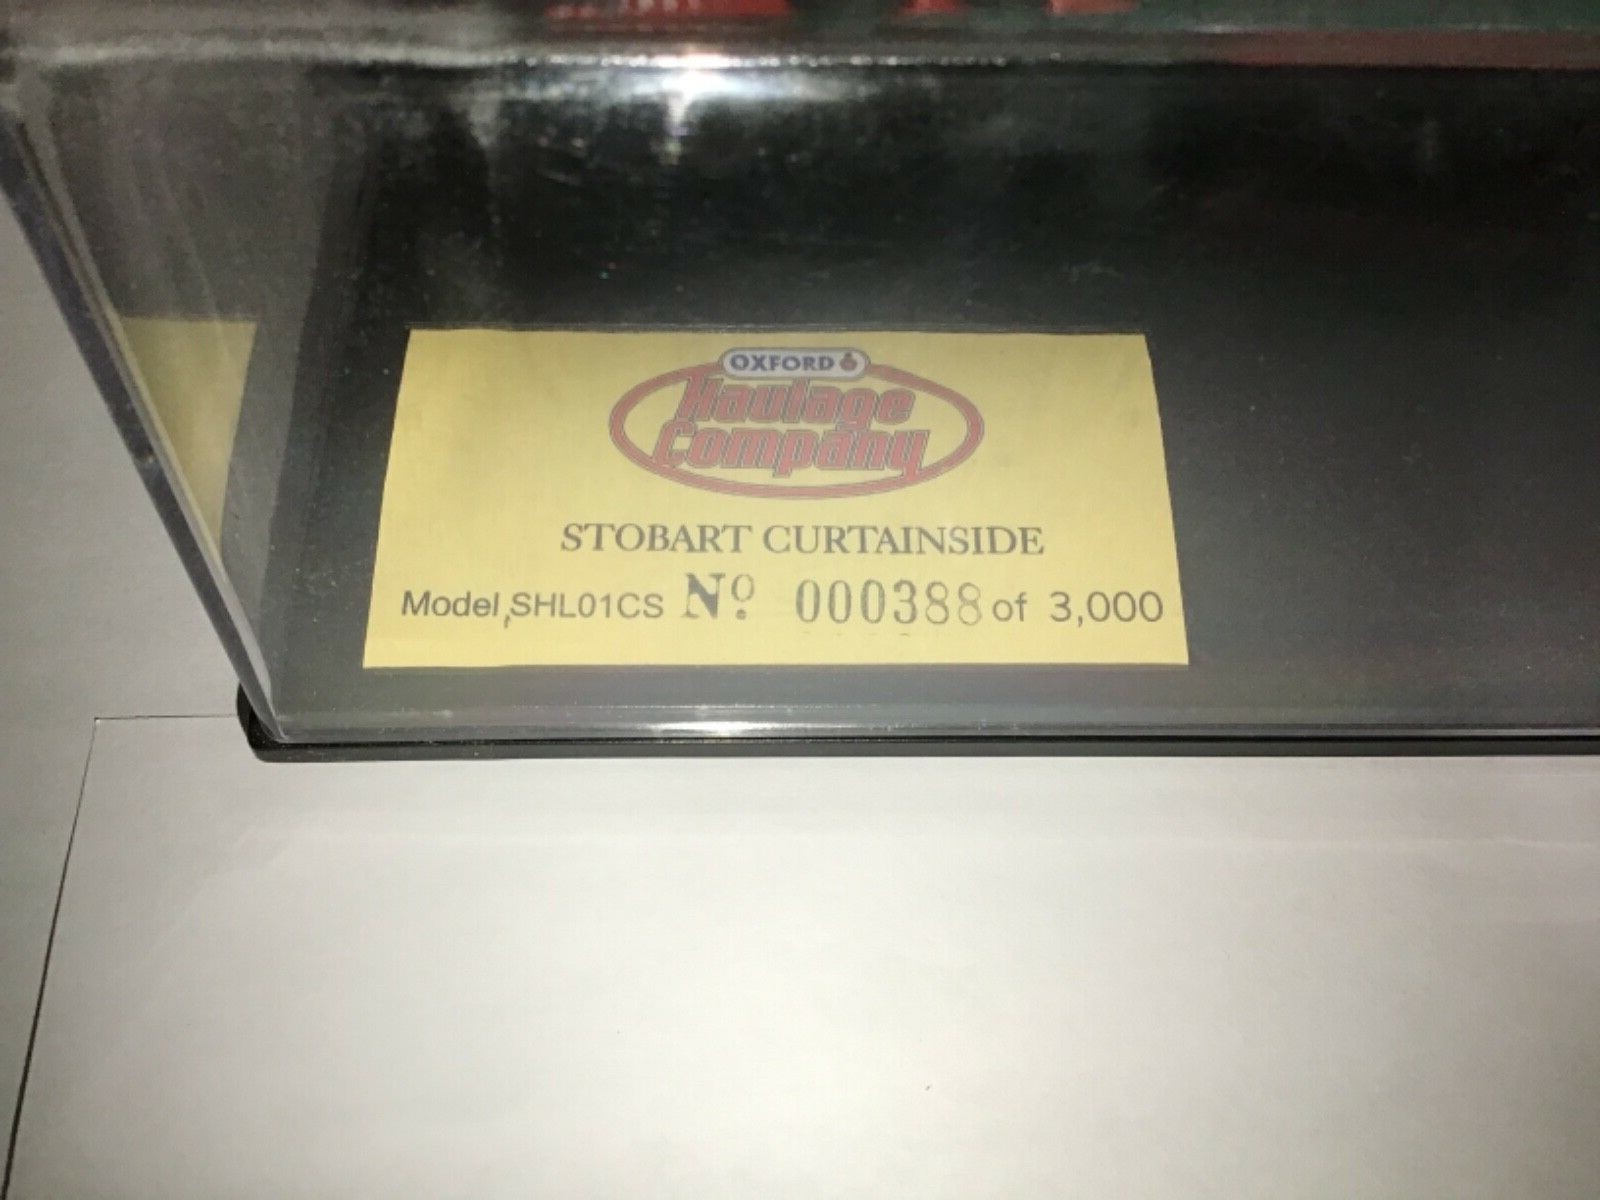 OXFORD
Haulage
Company
STOBART CURTAINSIDE
Model,SHL01CS Nº 000388 of 3,000